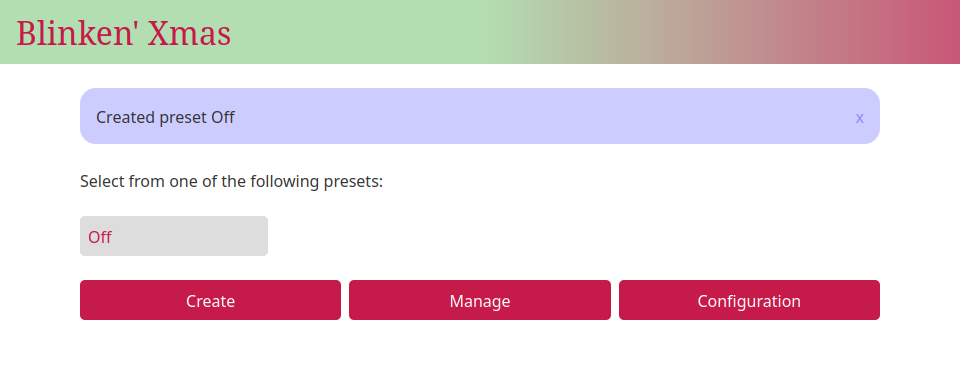 Blinken' Xmas
Created preset Off x
Select from one of the following presets:
Off
Create Manage Configuration